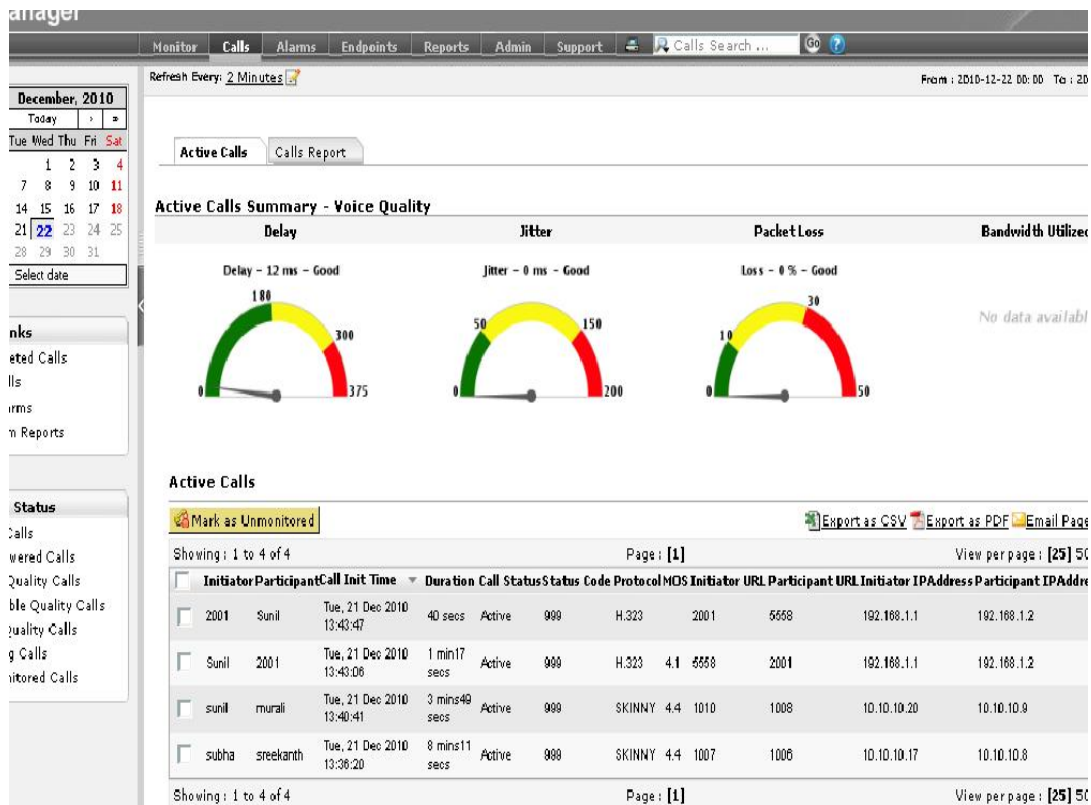 anager
Monitor Calls Alarms Endpoints Reports Admin Support Calls Search ... Go ?
Refresh Every: 2 Minutes From : 2010-12-22 00:00 To : 20
December, 2010
Today › »
Tue Wed Thu Fri Sat
1 2 3 4
7 8 9 10 11
14 15 16 17 18
21 22 23 24 25
28 29 30 31
Select date
Active Calls Calls Report
Active Calls Summary - Voice Quality
Delay Jitter Packet Loss Bandwidth Utilized
Delay - 12 ms - Good Jitter - 0 ms - Good Loss - 0 % - Good
0 180 300 375
0 50 150 200
0 10 30 50
No data availabl
nks
eted Calls
lls
rms
m Reports
Status
Calls
wered Calls
Quality Calls
ble Quality Calls
Quality Calls
g Calls
nitored Calls
Active Calls
Mark as Unmonitored Export as CSV Export as PDF Email Page
Showing : 1 to 4 of 4 Page : [1] View per page : [25] 50
Initiator Participant Call Init Time Duration Call Status Status Code Protocol MOS Initiator URL Participant URL Initiator IPAddress Participant IPAddre
2001 Sunil Tue, 21 Dec 2010 13:43:47 40 secs Active 999 H.323 2001 5558 192.168.1.1 192.168.1.2
Sunil 2001 Tue, 21 Dec 2010 13:43:06 1 min17 secs Active 999 H.323 4.1 5558 2001 192.168.1.1 192.168.1.2
sunil murali Tue, 21 Dec 2010 13:40:41 3 mins49 secs Active 999 SKINNY 4.4 1010 1008 10.10.10.20 10.10.10.9
subha sreekanth Tue, 21 Dec 2010 13:36:20 8 mins11 secs Active 999 SKINNY 4.4 1007 1006 10.10.10.17 10.10.10.8
Showing : 1 to 4 of 4 Page : [1] View per page : [25] 50